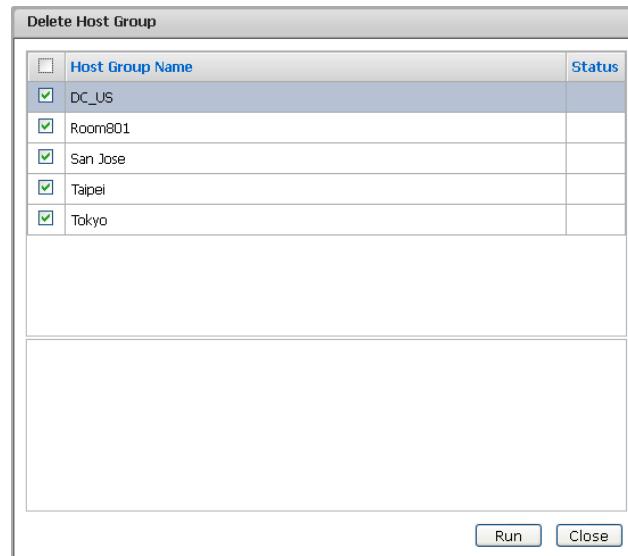 Delete Host Group
Host Group Name Status
DC_US
Room801
San Jose
Taipei
Tokyo
Run Close